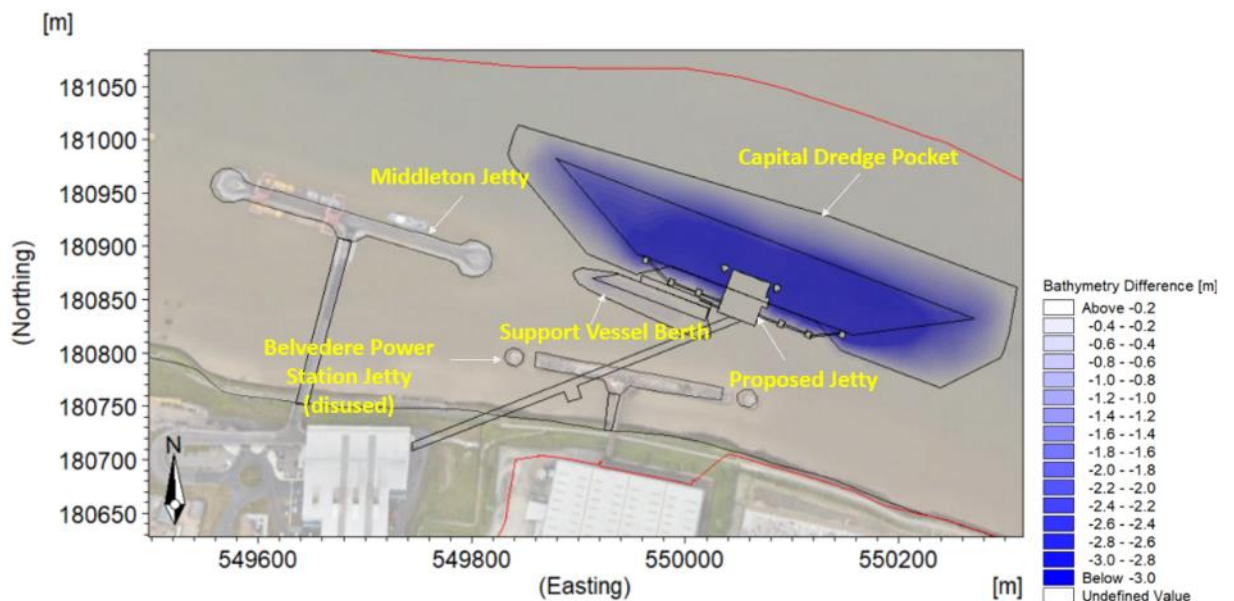 [m]
181050
181000
180950
180900
180850
180800
180750
180700
180650
(Northing)
Middleton Jetty
Capital Dredge Pocket
Support Vessel Berth
Belvedere Power
Station Jetty
(disused)
Proposed Jetty
N
549600
549800
550000
550200
(Easting)
[m]
Bathymetry Difference [m]
Above -0.2
-0.4 - -0.2
-0.6 - -0.4
-0.8 - -0.6
-1.0 - -0.8
-1.2 - -1.0
-1.4 - -1.2
-1.6 - -1.4
-1.8 - -1.6
-2.0 - -1.8
-2.2 - -2.0
-2.4 - -2.2
-2.6 - -2.4
-2.8 - -2.6
-3.0 - -2.8
Below -3.0
Undefined Value